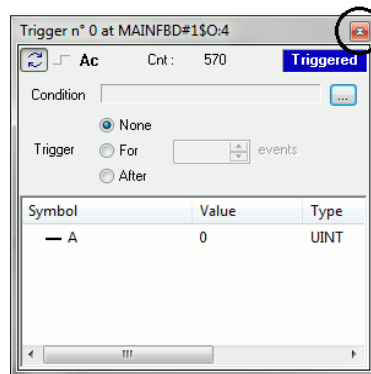 Trigger n° 0 at MAINFBD#1$O:4
Ac Cnt : 570 Triggered
Condition ...
None
Trigger For events
After
Symbol Value Type
A 0 UINT